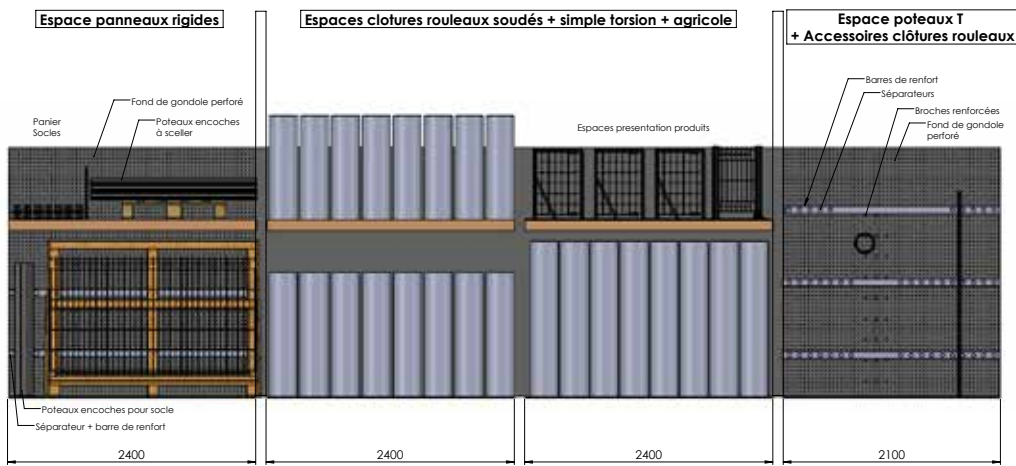 Espace panneaux rigides
Espaces clotures rouleaux soudés + simple torsion + agricole
Espace poteaux T
+ Accessoires clôtures rouleaux
Panier
Socles
Fond de gondole perforé
Poteaux encoches
à sceller
Espaces presentation produits
Barres de renfort
Séparateurs
Broches renforcées
Fond de gondole
perforé
Poteaux encoches pour socle
Séparateur + barre de renfort
2400
2400
2400
2100